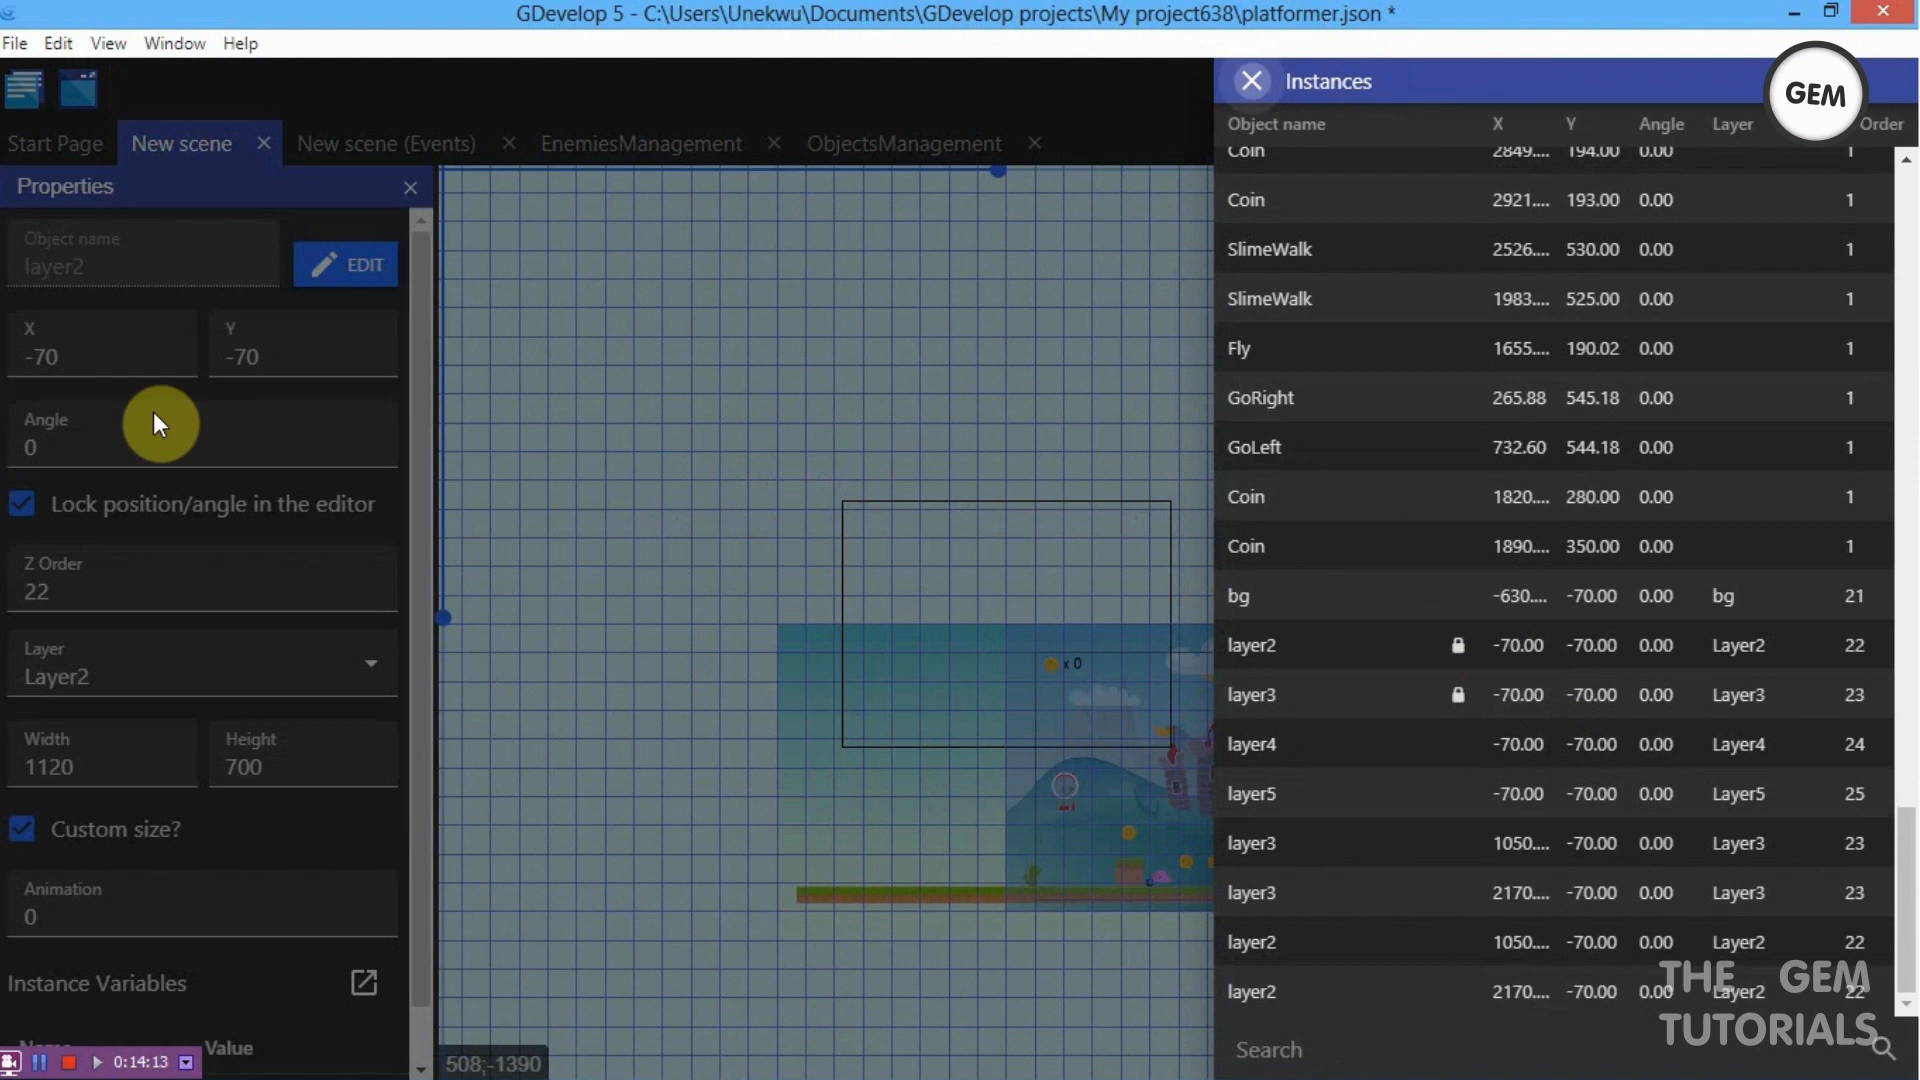 GDevelop 5 - C:\Users\Unekwu\Documents\GDevelop projects\My project638\platformer.json *
File Edit View Window Help
Start Page New scene New scene (Events) EnemiesManagement ObjectsManagement
Properties
Object name
layer2
EDIT
X Y
-70 -70
Angle
0
Lock position/angle in the editor
Z Order
22
Layer
Layer2
Width Height
1120 700
Custom size?
Animation
0
Instance Variables
Value
0:14:13
508;-1390
x 0
Instances
GEM
Object name X Y Angle Layer Order
Coin 2849.... 194.00 0.00 1
Coin 2921.... 193.00 0.00 1
SlimeWalk 2526.... 530.00 0.00 1
SlimeWalk 1983.... 525.00 0.00 1
Fly 1655.... 190.02 0.00 1
GoRight 265.88 545.18 0.00 1
GoLeft 732.60 544.18 0.00 1
Coin 1820.... 280.00 0.00 1
Coin 1890.... 350.00 0.00 1
bg -630.... -70.00 0.00 bg 21
layer2 -70.00 -70.00 0.00 Layer2 22
layer3 -70.00 -70.00 0.00 Layer3 23
layer4 -70.00 -70.00 0.00 Layer4 24
layer5 -70.00 -70.00 0.00 Layer5 25
layer3 1050.... -70.00 0.00 Layer3 23
layer3 2170.... -70.00 0.00 Layer3 23
layer2 1050.... -70.00 0.00 Layer2 22
layer2 2170.... -70.00 0.00 Layer2 22
Search
THE GEM
TUTORIALS